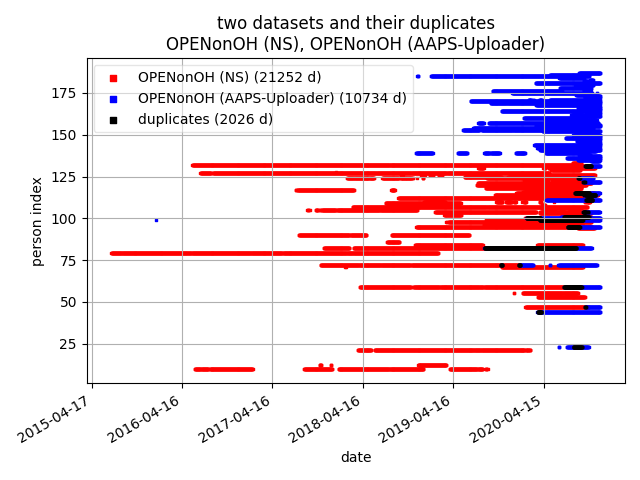 two datasets and their duplicates
OPENonOH (NS), OPENonOH (AAPS-Uploader)
OPENonOH (NS) (21252 d)
OPENonOH (AAPS-Uploader) (10734 d)
duplicates (2026 d)
person index
175
150
125
100
75
50
25
2015-04-17
2016-04-16
2017-04-16
2018-04-16
2019-04-16
2020-04-15
date